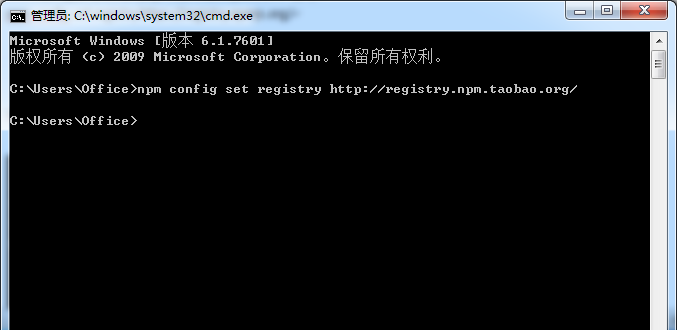 管理员: C:\windows\system32\cmd.exe
Microsoft Windows [版本 6.1.7601]
版权所有 (c) 2009 Microsoft Corporation。保留所有权利。
C:\Users\Office>npm config set registry http://registry.npm.taobao.org/
C:\Users\Office>